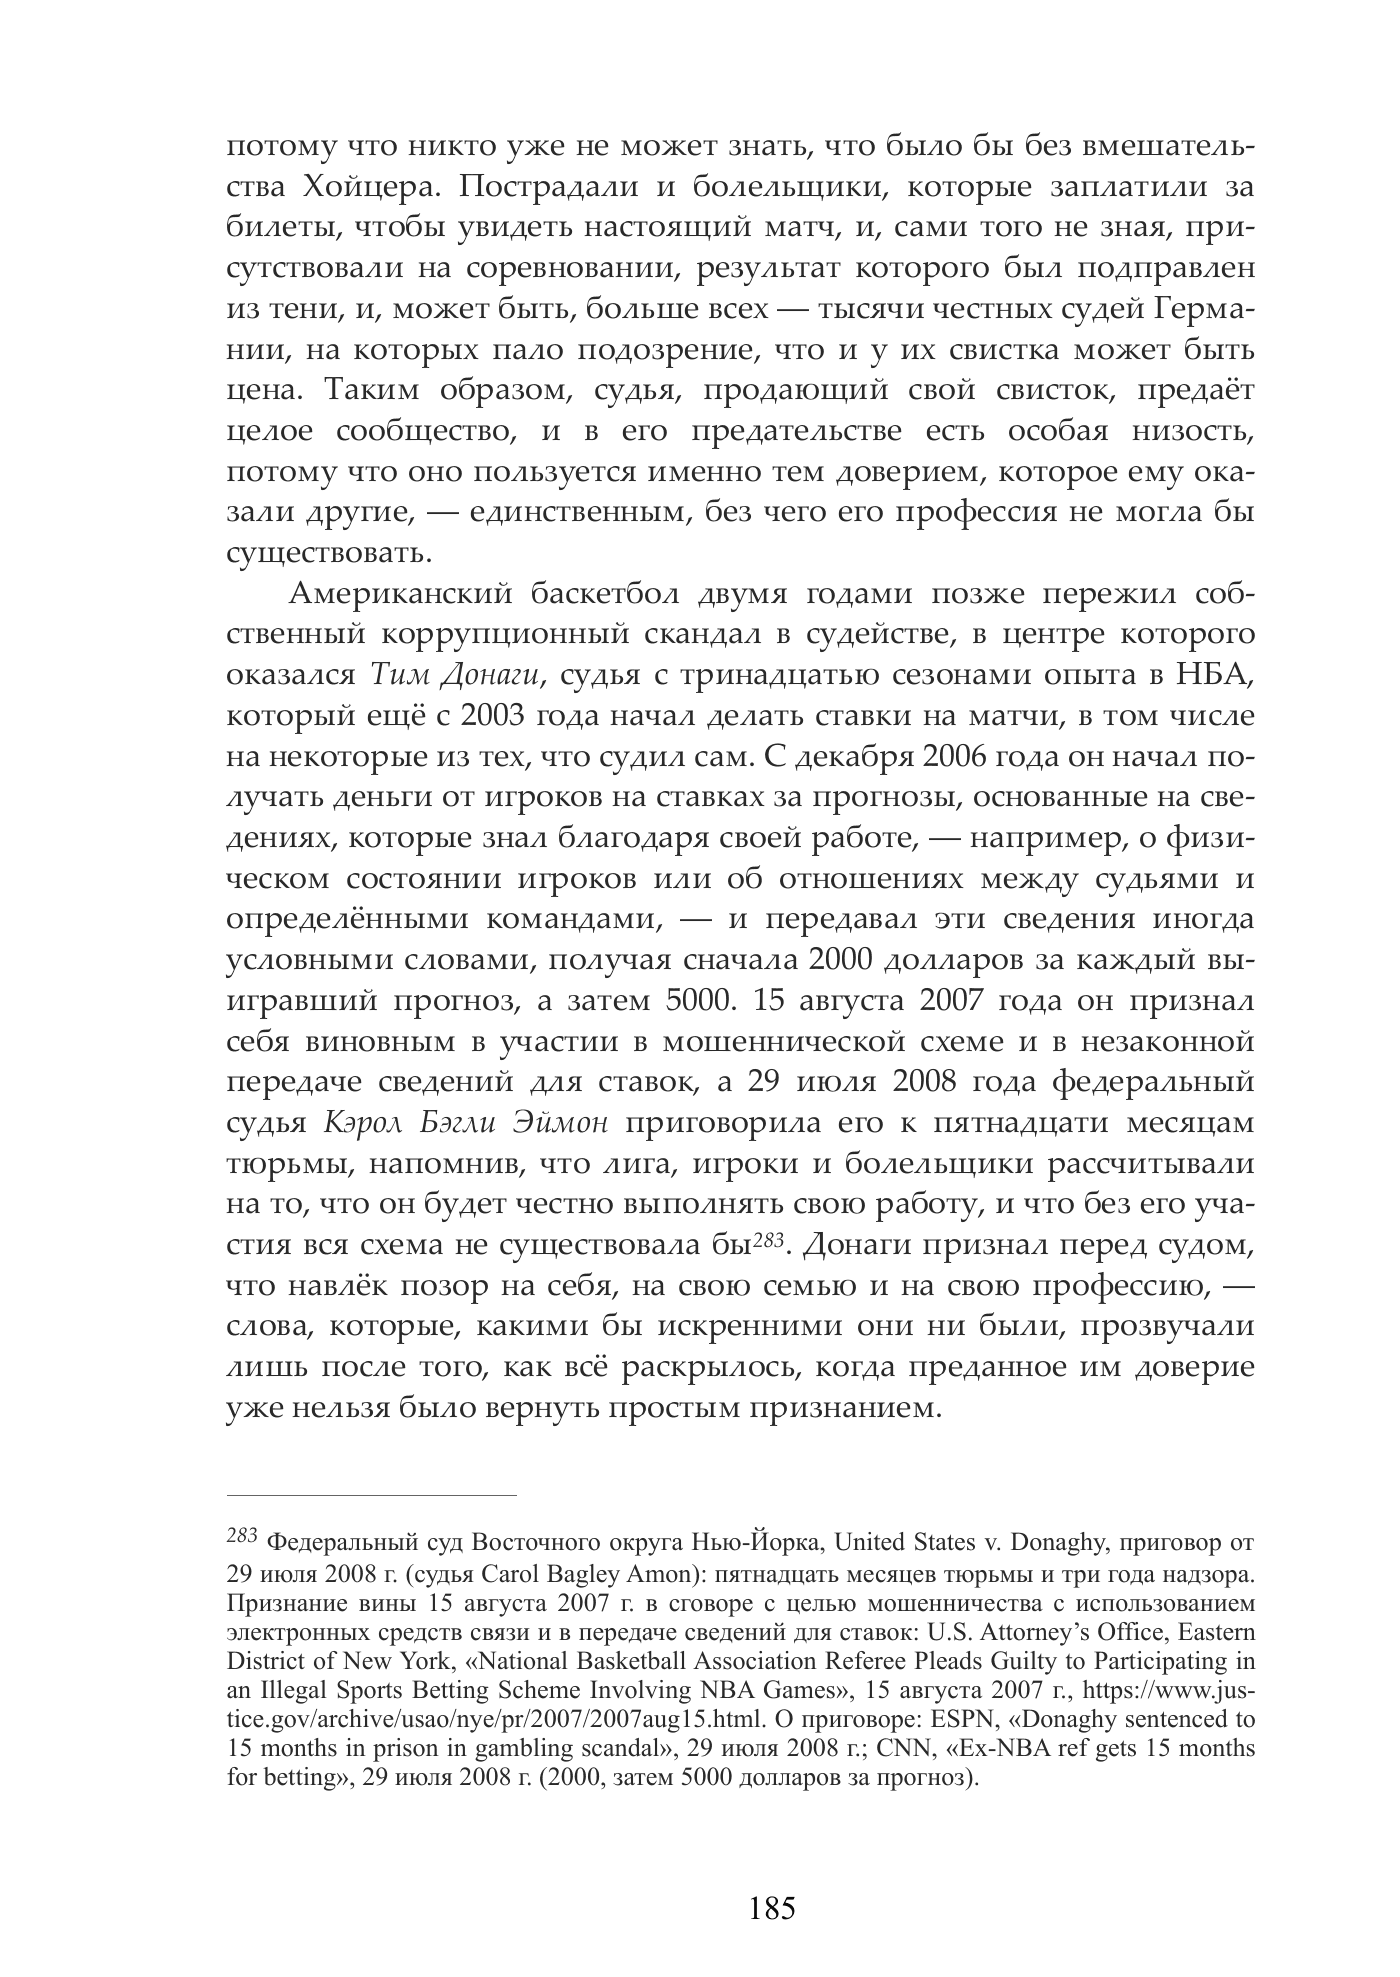 потому что никто уже не может знать, что было бы без вмешатель-
ства Хойцера. Пострадали и болельщики, которые заплатили за
билеты, чтобы увидеть настоящий матч, и, сами того не зная, при-
сутствовали на соревновании, результат которого был подправлен
из тени, и, может быть, больше всех — тысячи честных судей Герма-
нии, на которых пало подозрение, что и у их свистка может быть
цена. Таким образом, судья, продающий свой свисток, предаёт
целое сообщество, и в его предательстве есть особая низость,
потому что оно пользуется именно тем доверием, которое ему ока-
зали другие, — единственным, без чего его профессия не могла бы
существовать.
Американский баскетбол двумя годами позже пережил соб-
ственный коррупционный скандал в судействе, в центре которого
оказался Тим Донаги, судья с тринадцатью сезонами опыта в НБА,
который ещё с 2003 года начал делать ставки на матчи, в том числе
на некоторые из тех, что судил сам. С декабря 2006 года он начал по-
лучать деньги от игроков на ставках за прогнозы, основанные на све-
дениях, которые знал благодаря своей работе, — например, о физи-
ческом состоянии игроков или об отношениях между судьями и
определёнными командами, — и передавал эти сведения иногда
условными словами, получая сначала 2000 долларов за каждый вы-
игравший прогноз, а затем 5000. 15 августа 2007 года он признал
себя виновным в участии в мошеннической схеме и в незаконной
передаче сведений для ставок, а 29 июля 2008 года федеральный
судья Кэрол Бэгли Эймон приговорила его к пятнадцати месяцам
тюрьмы, напомнив, что лига, игроки и болельщики рассчитывали
на то, что он будет честно выполнять свою работу, и что без его уча-
стия вся схема не существовала бы283. Донаги признал перед судом,
что навлёк позор на себя, на свою семью и на свою профессию, —
слова, которые, какими бы искренними они ни были, прозвучали
лишь после того, как всё раскрылось, когда преданное им доверие
уже нельзя было вернуть простым признанием.
283 Федеральный суд Восточного округа Нью-Йорка, United States v. Donaghy, приговор от
29 июля 2008 г. (судья Carol Bagley Amon): пятнадцать месяцев тюрьмы и три года надзора.
Признание вины 15 августа 2007 г. в сговоре с целью мошенничества с использованием
электронных средств связи и в передаче сведений для ставок: U.S. Attorney’s Office, Eastern
District of New York, «National Basketball Association Referee Pleads Guilty to Participating in
an Illegal Sports Betting Scheme Involving NBA Games», 15 августа 2007 г., https://www.jus-
tice.gov/archive/usao/nye/pr/2007/2007aug15.html. О приговоре: ESPN, «Donaghy sentenced to
15 months in prison in gambling scandal», 29 июля 2008 г.; CNN, «Ex-NBA ref gets 15 months
for betting», 29 июля 2008 г. (2000, затем 5000 долларов за прогноз).
185